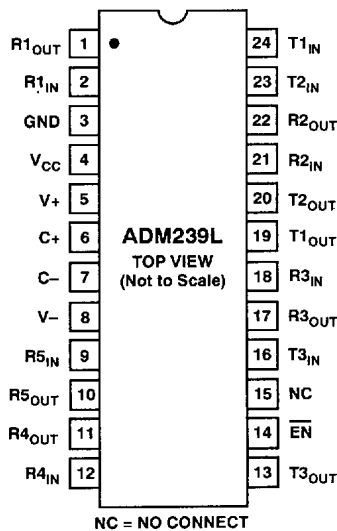 R1OUT 1 24 T1IN
R1IN 2 23 T2IN
GND 3 22 R2OUT
VCC 4 21 R2IN
V+ 5 20 T2OUT
C+ 6 ADM239L 19 T1OUT
TOP VIEW
C– 7 (Not to Scale) 18 R3IN
V– 8 17 R3OUT
R5IN 9 16 T3IN
R5OUT 10 15 NC
R4OUT 11 14 EN
R4IN 12 13 T3OUT
NC = NO CONNECT